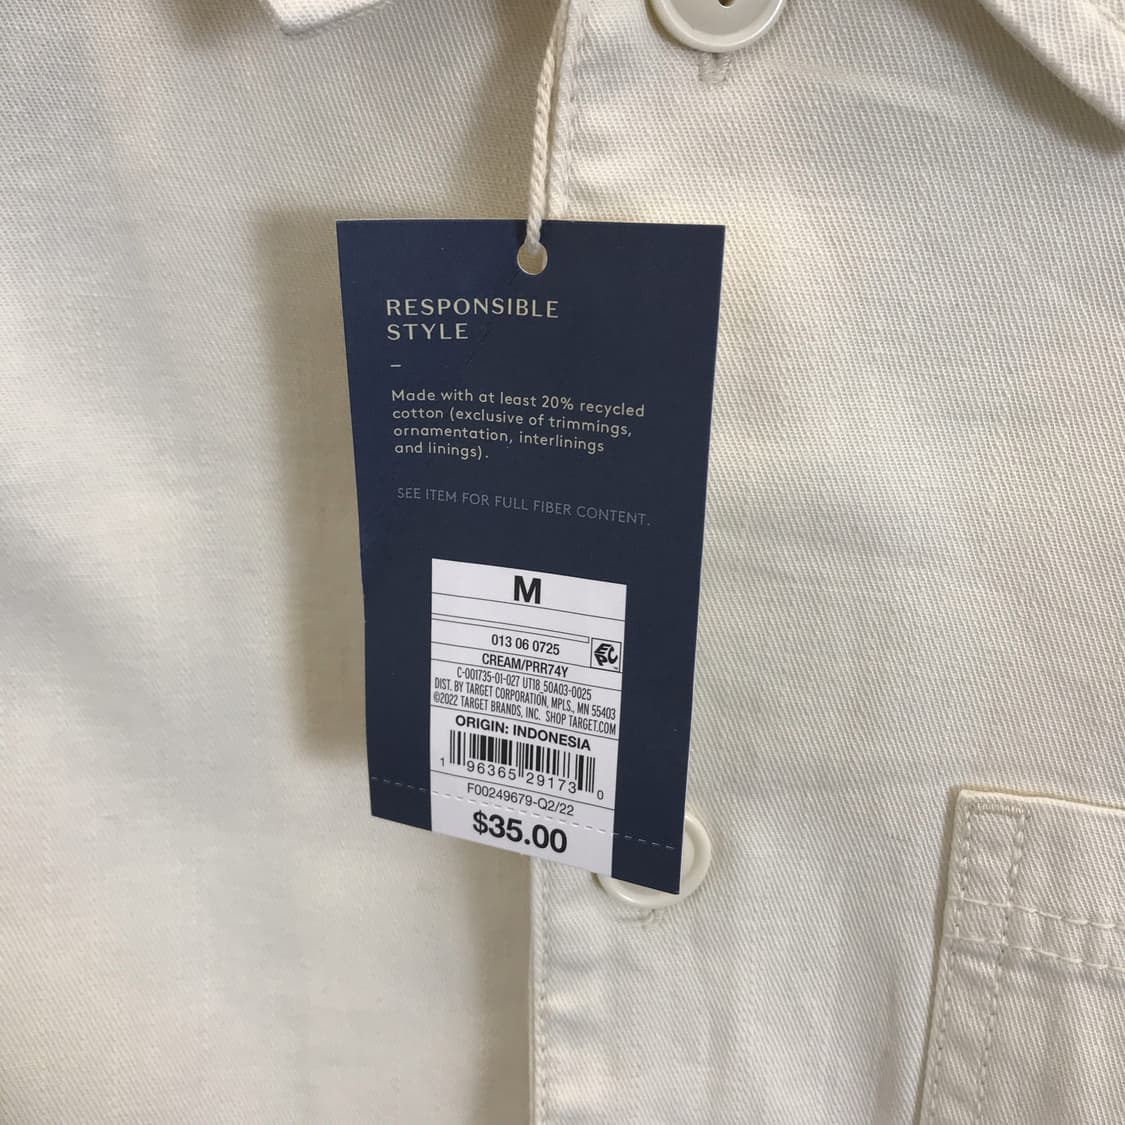 RESPONSIBLE
STYLE
–
Made with at least 20% recycled
cotton (exclusive of trimmings,
ornamentation, interlinings
and linings).
SEE ITEM FOR FULL FIBER CONTENT.
M
013 06 0725
EPC
CREAM/PRR74Y
C-001735-01-027 UT18_50A03-0025
DIST. BY TARGET CORPORATION, MPLS., MN 55403
©2022 TARGET BRANDS, INC. SHOP TARGET.COM
ORIGIN: INDONESIA
1 96365 29173 0
F00249679-Q2/22
$35.00